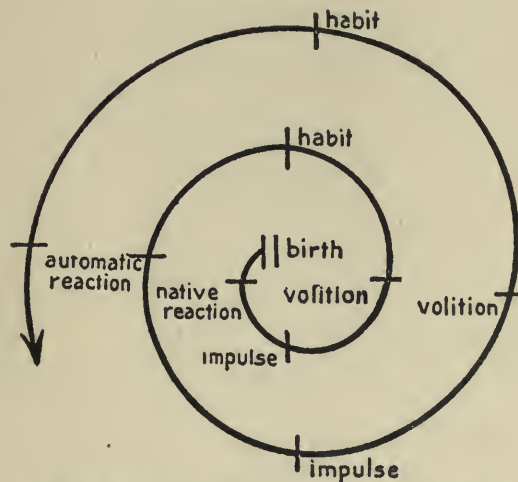 habit
habit
birth
automatic
reaction
native
reaction
volition
volition
impulse
impulse